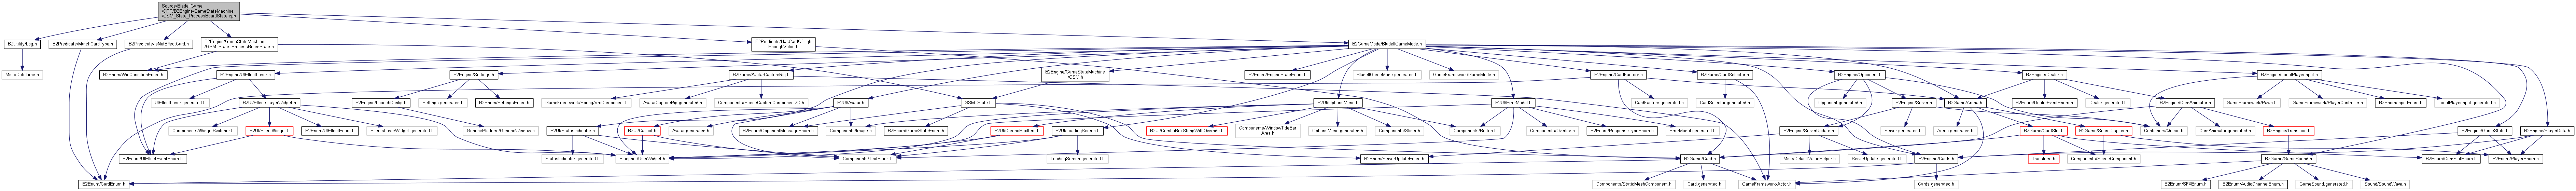 Source/BladeIIGame
/CPP/B2Engine/GameStateMachine
/GSM_State_ProcessBoardState.cpp
B2Utility/Log.h
B2Predicate/MatchCardType.h
B2Predicate/IsNotEffectCard.h
B2Engine/GameStateMachine
/GSM_State_ProcessBoardState.h
B2Predicate/HasCardOfHigh
EnoughValue.h
B2GameMode/BladeIIGameMode.h
Misc/DateTime.h
B2Enum/WinConditionEnum.h
B2Engine/UIEffectLayer.h
B2Engine/Settings.h
B2Game/AvatarCaptureRig.h
B2Engine/GameStateMachine
/GSM.h
B2Enum/EngineStateEnum.h
BladeIIGameMode.generated.h
GameFramework/GameMode.h
B2Engine/CardFactory.h
B2Game/CardSelector.h
B2Engine/Opponent.h
B2Engine/Dealer.h
B2Engine/LocalPlayerInput.h
UIEffectLayer.generated.h
B2UI/EffectsLayerWidget.h
B2Engine/LaunchConfig.h
Settings.generated.h
B2Enum/SettingsEnum.h
GameFramework/SpringArmComponent.h
AvatarCaptureRig.generated.h
Components/SceneCaptureComponent2D.h
B2UI/Avatar.h
GSM_State.h
B2UI/OptionsMenu.h
B2UI/ErrorModal.h
CardFactory.generated.h
CardSelector.generated.h
Opponent.generated.h
B2Engine/Server.h
B2Game/Arena.h
B2Enum/DealerEventEnum.h
Dealer.generated.h
B2Engine/CardAnimator.h
GameFramework/Pawn.h
GameFramework/PlayerController.h
B2Enum/InputEnum.h
LocalPlayerInput.generated.h
Components/WidgetSwitcher.h
B2UI/EffectWidget.h
B2Enum/UIEffectEnum.h
EffectsLayerWidget.generated.h
GenericPlatform/GenericWindow.h
B2UI/StatusIndicator.h
B2UI/Callout.h
Avatar.generated.h
B2Enum/OpponentMessageEnum.h
Components/Image.h
B2Enum/GameStateEnum.h
B2UI/ComboBoxItem.h
B2UI/LoadingScreen.h
B2UI/ComboBoxStringWithOverride.h
Components/WindowTitleBar
Area.h
OptionsMenu.generated.h
Components/Slider.h
Components/Button.h
Components/Overlay.h
B2Enum/ResponseTypeEnum.h
ErrorModal.generated.h
Server.generated.h
B2Engine/ServerUpdate.h
Arena.generated.h
B2Game/CardSlot.h
B2Game/ScoreDisplay.h
Containers/Queue.h
CardAnimator.generated.h
B2Engine/Transition.h
B2Engine/GameState.h
B2Engine/PlayerData.h
B2Enum/UIEffectEventEnum.h
StatusIndicator.generated.h
Blueprint/UserWidget.h
Components/TextBlock.h
LoadingScreen.generated.h
B2Enum/ServerUpdateEnum.h
B2Game/Card.h
Misc/DefaultValueHelper.h
ServerUpdate.generated.h
B2Engine/Cards.h
Transform.h
Components/SceneComponent.h
B2Game/GameSound.h
B2Enum/CardSlotEnum.h
B2Enum/PlayerEnum.h
B2Enum/CardEnum.h
Components/StaticMeshComponent.h
Card.generated.h
GameFramework/Actor.h
Cards.generated.h
B2Enum/SFXEnum.h
B2Enum/AudioChannelEnum.h
GameSound.generated.h
Sound/SoundWave.h